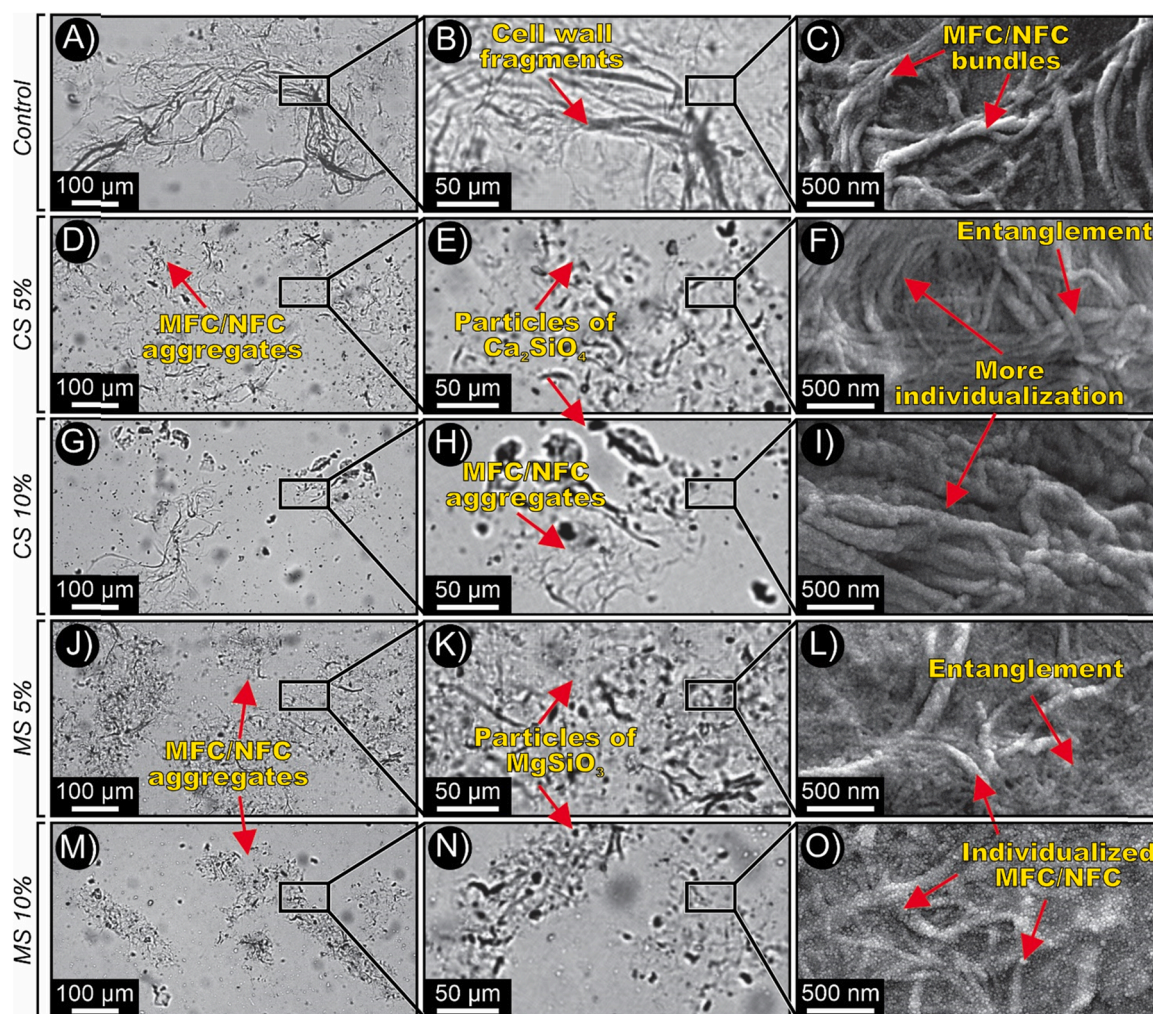 Control
A)
100 µm
B)
Cell wall
fragments
50 µm
C)
MFC/NFC
bundles
500 nm
CS 5%
D)
MFC/NFC
aggregates
100 µm
E)
Particles of
Ca₂SiO₄
50 µm
F)
Entanglement
More
individualization
500 nm
CS 10%
G)
100 µm
H)
MFC/NFC
aggregates
50 µm
I)
500 nm
MS 5%
J)
MFC/NFC
aggregates
100 µm
K)
Particles of
MgSiO₃
50 µm
L)
Entanglement
500 nm
MS 10%
M)
100 µm
N)
50 µm
O)
Individualized
MFC/NFC
500 nm